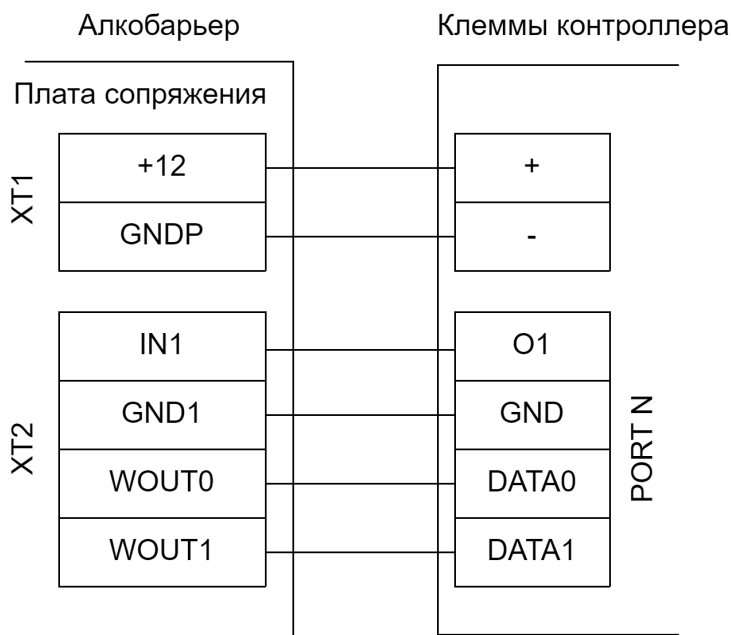 Алкобарьер
Клеммы контроллера
Плата сопряжения
XT1
+12
+
GNDP
-
XT2
IN1
O1
GND1
GND
WOUT0
DATA0
WOUT1
DATA1
PORT N